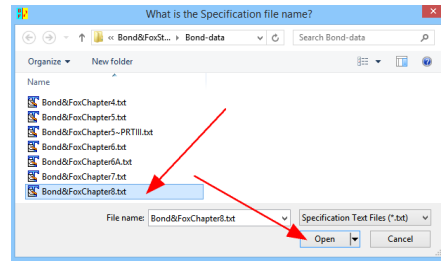 What is the Specification file name?
« Bond&FoxSt... Bond-data
Search Bond-data
Organize New folder
Name
Bond&FoxChapter4.txt
Bond&FoxChapter5.txt
Bond&FoxChapter5~PRTIII.txt
Bond&FoxChapter6.txt
Bond&FoxChapter6A.txt
Bond&FoxChapter7.txt
Bond&FoxChapter8.txt
File name: Bond&FoxChapter8.txt Specification Text Files (*.txt)
Open Cancel